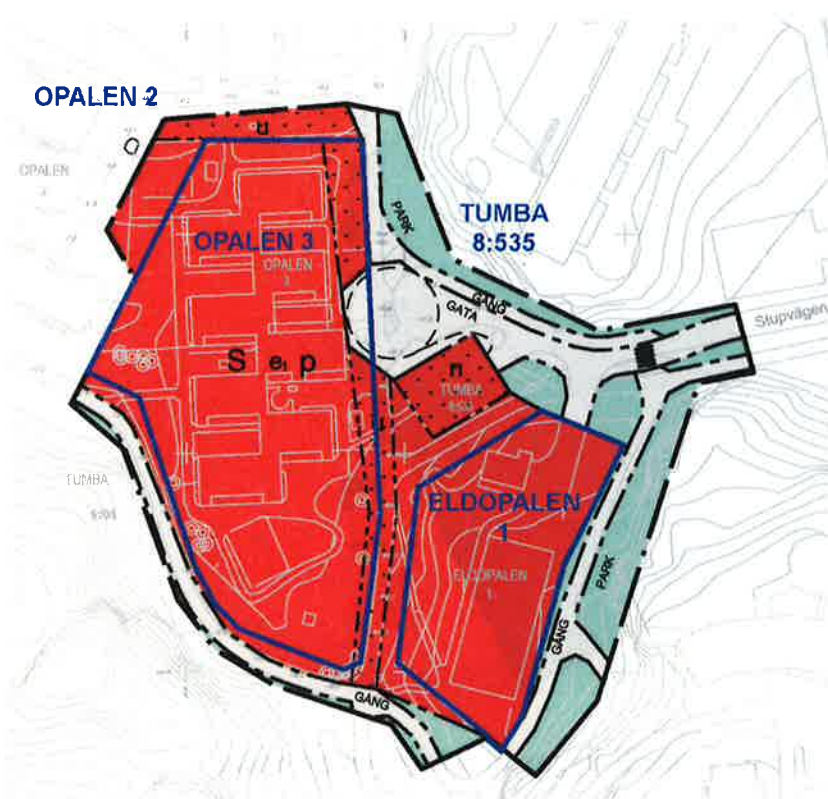 OPALEN 2
OPALEN
PARK
TUMBA
8:535
OPALEN 3
OPALEN
GÅNG
GATA
Stupvägen
S e₁ p
n
TUMBA
u
TUMBA
ELDOPALEN
1
ELDOPALEN
1
PARK
GÅNG
GÅNG